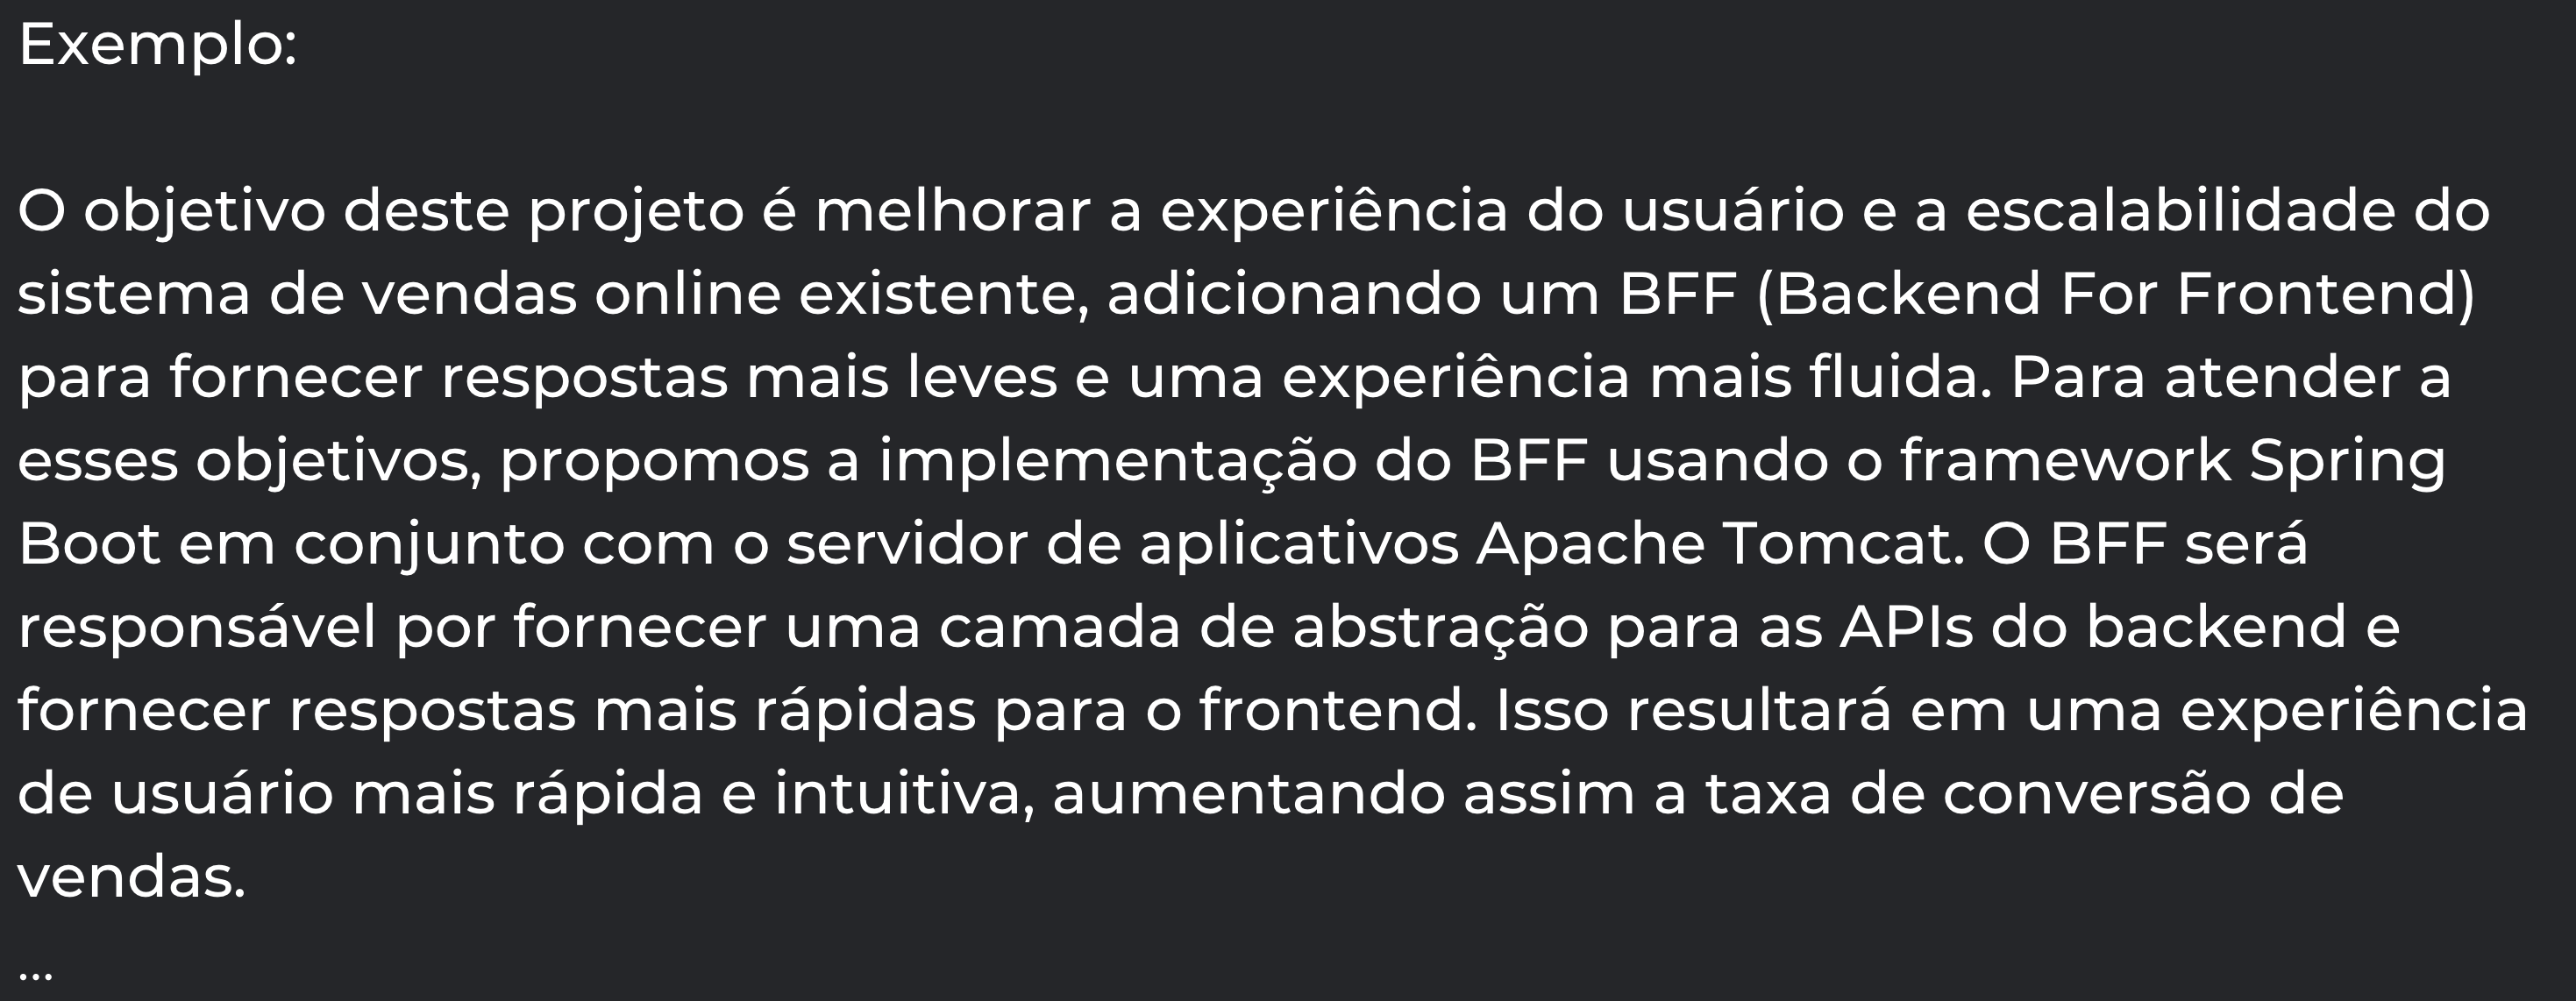 Exemplo:
O objetivo deste projeto é melhorar a experiência do usuário e a escalabilidade do
sistema de vendas online existente, adicionando um BFF (Backend For Frontend)
para fornecer respostas mais leves e uma experiência mais fluida. Para atender a
esses objetivos, propomos a implementação do BFF usando o framework Spring
Boot em conjunto com o servidor de aplicativos Apache Tomcat. O BFF será
responsável por fornecer uma camada de abstração para as APIs do backend e
fornecer respostas mais rápidas para o frontend. Isso resultará em uma experiência
de usuário mais rápida e intuitiva, aumentando assim a taxa de conversão de
vendas.
...